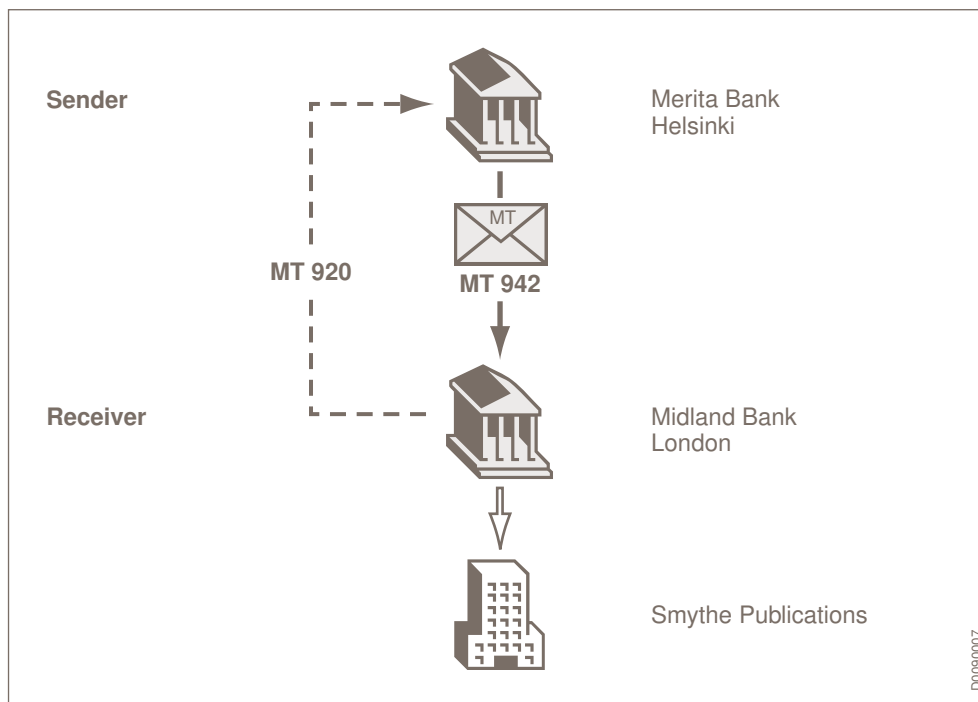 Sender
Merita Bank
Helsinki
MT
MT 920
MT 942
Receiver
Midland Bank
London
Smythe Publications
D0090007